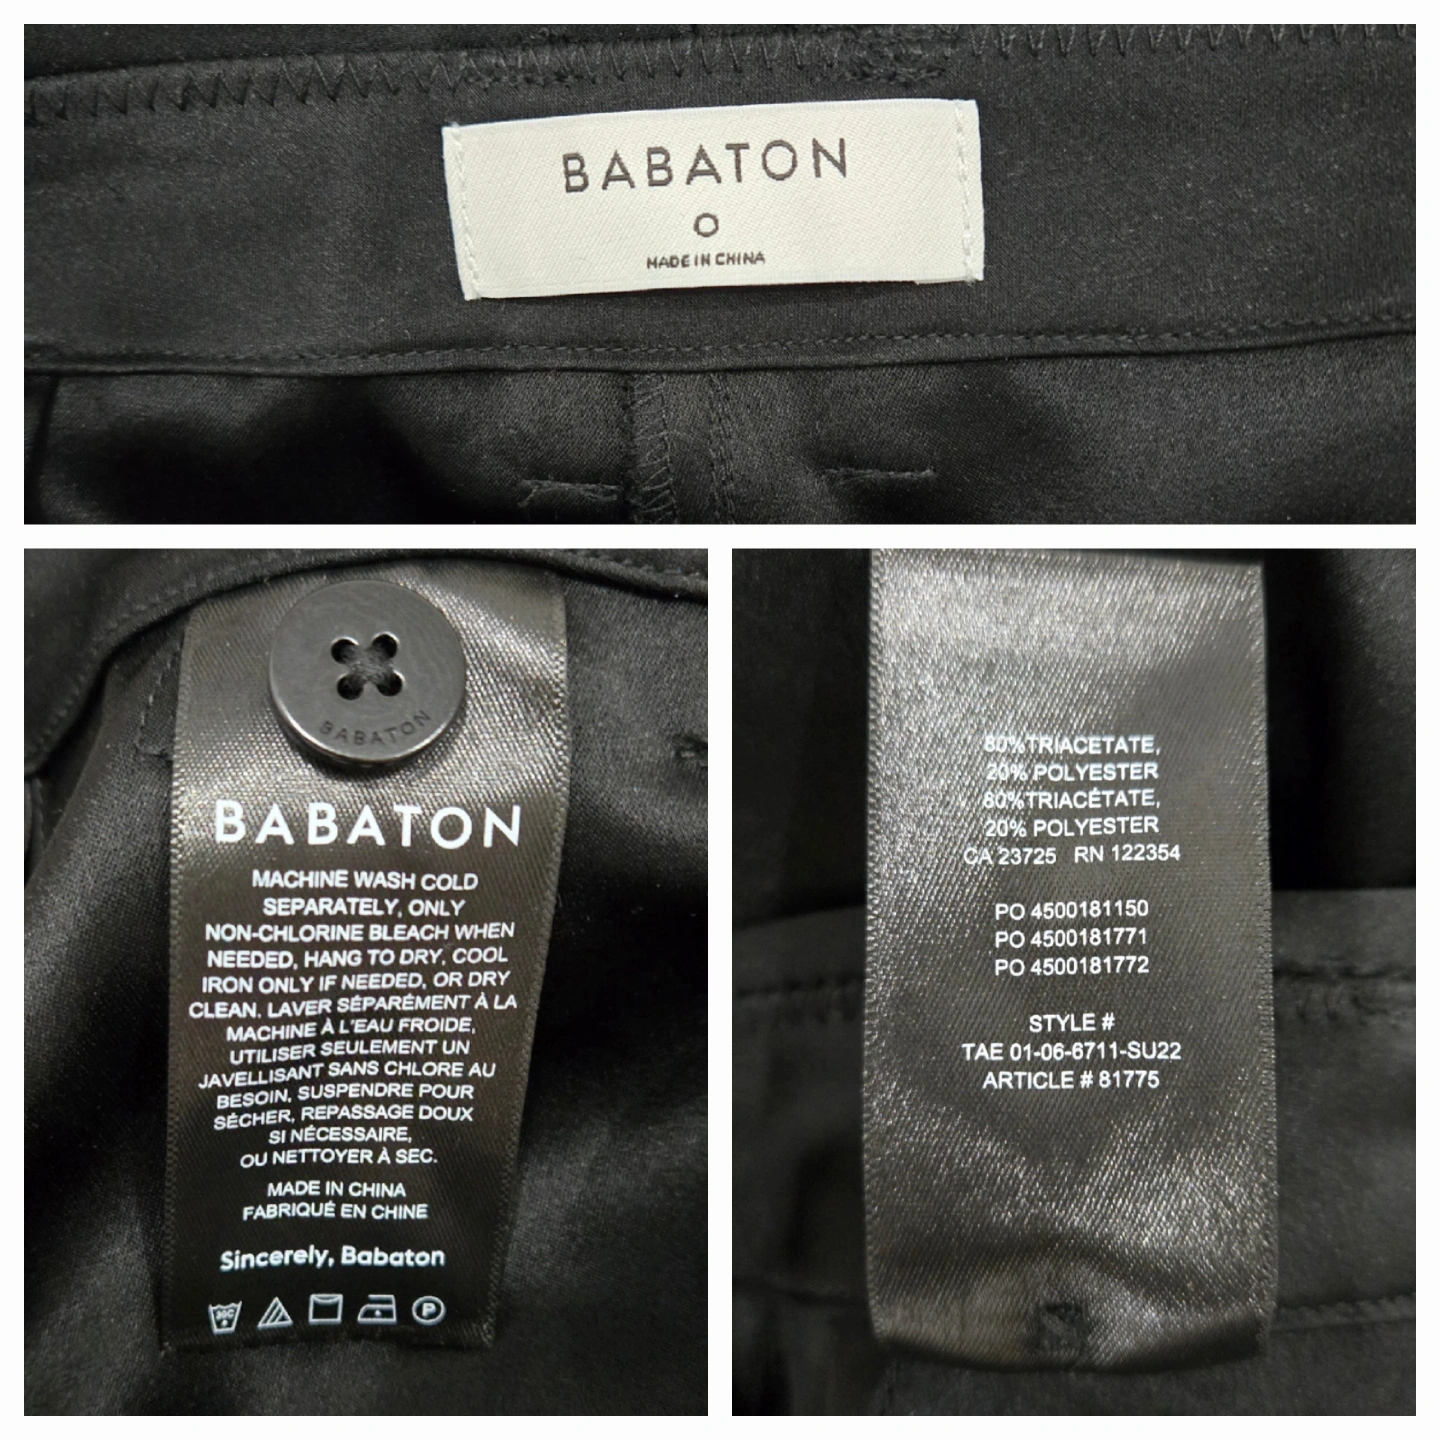 BABATON
0
MADE IN CHINA
BABATON
BABATON
MACHINE WASH COLD
SEPARATELY, ONLY
NON-CHLORINE BLEACH WHEN
NEEDED, HANG TO DRY, COOL
IRON ONLY IF NEEDED, OR DRY
CLEAN. LAVER SÉPARÉMENT À LA
MACHINE À L'EAU FROIDE,
UTILISER SEULEMENT UN
JAVELLISANT SANS CHLORE AU
BESOIN, SUSPENDRE POUR
SÉCHER, REPASSAGE DOUX
SI NÉCESSAIRE,
OU NETTOYER À SEC.
MADE IN CHINA
FABRIQUÉ EN CHINE
Sincerely, Babaton
30C
P
80%TRIACETATE,
20% POLYESTER
80%TRIACÉTATE,
20% POLYESTER
CA 23725 RN 122354
PO 4500181150
PO 4500181771
PO 4500181772
STYLE #
TAE 01-06-6711-SU22
ARTICLE # 81775